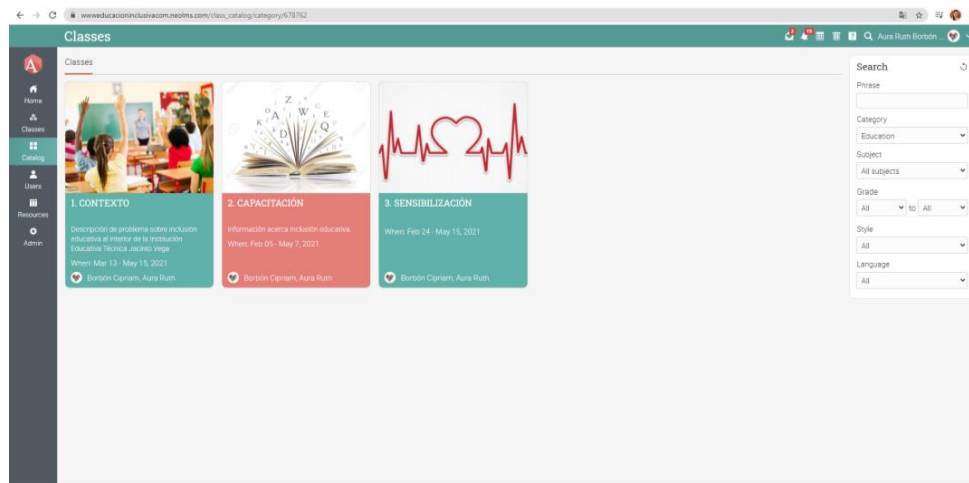 wwweducacioninclusivacom.neolms.com/class_catalog/category/678762
Classes
Aura Ruth Borbón ...
A
Home
Classes
Catalog
Users
Resources
Admin
Classes
1. CONTEXTO
Descripción de problema sobre inclusión
educativa al interior de la Institución
Educativa Técnica Jacinto Vega
When: Mar 13 - May 15, 2021
Borbón Cipriam, Aura Ruth
2. CAPACITACIÓN
Información acerca inclusión educativa.
When: Feb 05 - May 7, 2021
Borbón Cipriam, Aura Ruth
3. SENSIBILIZACIÓN
When: Feb 24 - May 15, 2021
Borbón Cipriam, Aura Ruth
Search
Phrase
Category
Education
Subject
All subjects
Grade
All to All
Style
All
Language
All